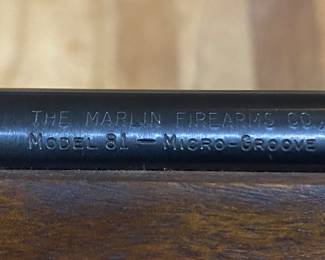 THE MARLIN FIREARMS CO.,
MODEL 81 — MICRO-GROOVE